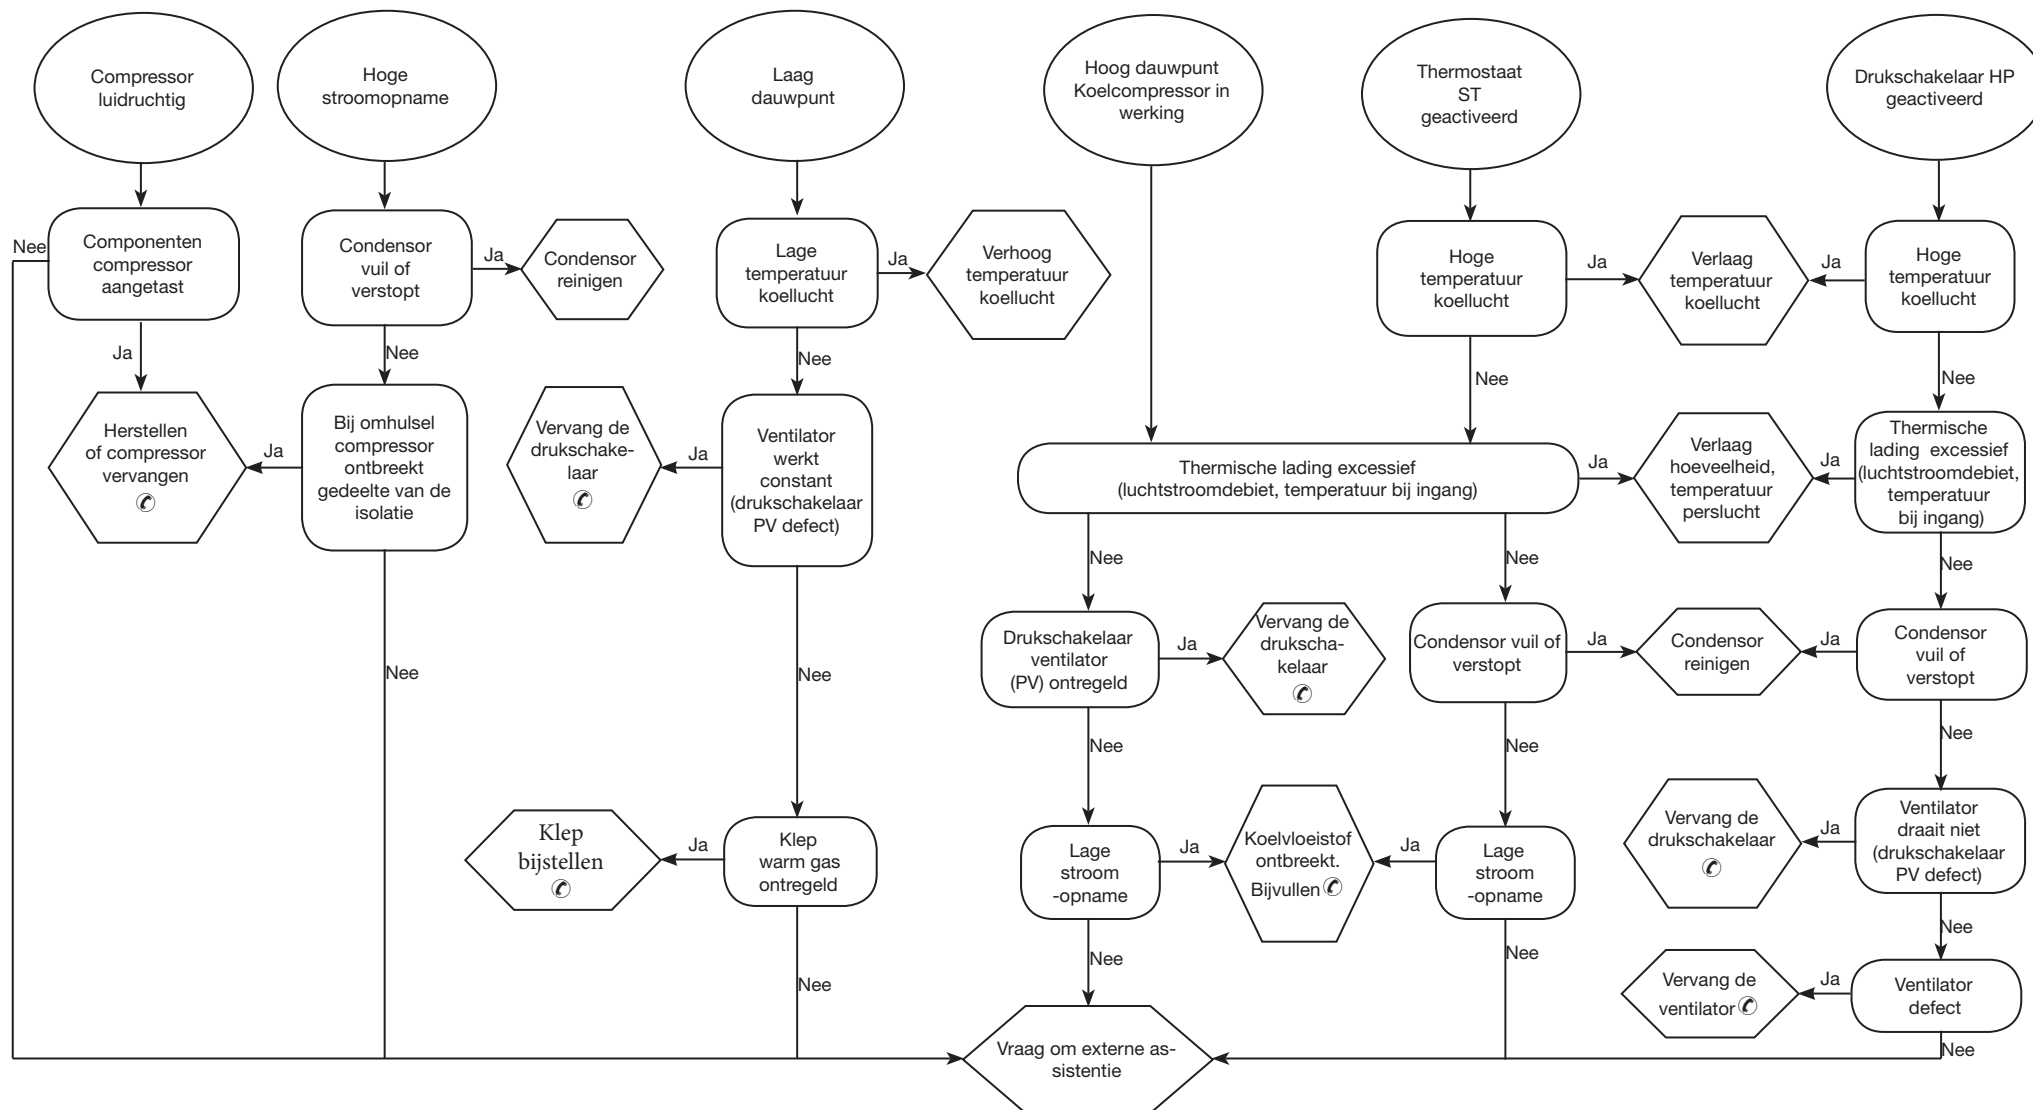 Compressor
luidruchtig
Hoge
stroomopname
Laag
dauwpunt
Hoog dauwpunt
Koelcompressor in
werking
Thermostaat
ST
geactiveerd
Drukschakelaar HP
geactiveerd
Nee
Componenten
compressor
aangetast
Ja
Herstellen
of compressor
vervangen
Condensor
vuil of
verstopt
Ja
Condensor
reinigen
Nee
Bij omhulsel
compressor
ontbreekt
gedeelte van de
isolatie
Ja
Nee
Lage
temperatuur
koellucht
Ja
Verhoog
temperatuur
koellucht
Nee
Ventilator
werkt
constant
(drukschakelaar
PV defect)
Ja
Vervang de
drukschake-
laar
Nee
Klep
warm gas
ontregeld
Ja
Klep
bijstellen
Nee
Hoge
temperatuur
koellucht
Ja
Verlaag
temperatuur
koellucht
Ja
Hoge
temperatuur
koellucht
Nee
Nee
Thermische lading excessief
(luchtstroomdebiet, temperatuur bij ingang)
Ja
Verlaag
hoeveelheid,
temperatuur
perslucht
Ja
Thermische
lading excessief
(luchtstroomdebiet,
temperatuur
bij ingang)
Nee
Nee
Nee
Drukschakelaar
ventilator
(PV) ontregeld
Ja
Vervang de
drukscha-
kelaar
Condensor vuil of
verstopt
Ja
Condensor
reinigen
Ja
Condensor
vuil of
verstopt
Nee
Nee
Nee
Lage
stroom
-opname
Ja
Koelvloeistof
ontbreekt.
Bijvullen
Ja
Lage
stroom
-opname
Vervang de
drukschakelaar
Ja
Ventilator
draait niet
(drukschakelaar
PV defect)
Nee
Nee
Nee
Vervang de
ventilator
Ja
Ventilator
defect
Nee
Vraag om externe as-
sistentie